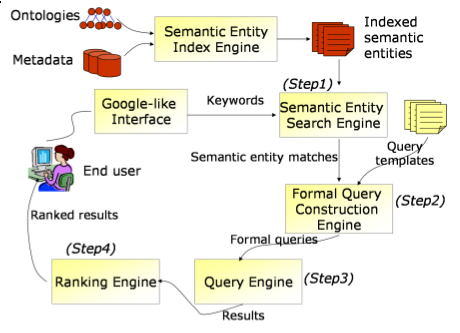 Ontologies
Metadata
Semantic Entity
Index Engine
Indexed
semantic
entities
(Step1)
Google-like
Interface
Keywords
Semantic Entity
Search Engine
Query
templates
End user
Semantic entity matches
Formal Query
Construction
Engine
(Step2)
Ranked results
Formal queries
(Step4)
Ranking Engine
Query Engine
(Step3)
Results